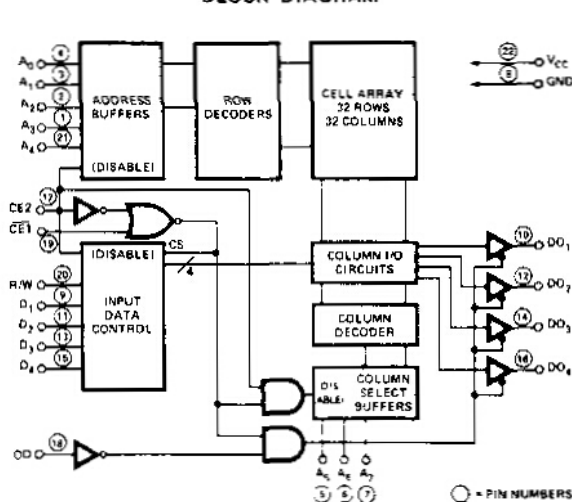 BLOCK DIAGRAM
A0 4
A1 3
A2 2
A3 1
A4 21
ADDRESS
BUFFERS
(DISABLE)
ROW
DECODERS
CELL ARRAY
32 ROWS
32 COLUMNS
22 VCC
8 GND
CE2 17
CE1 19
CS
4
(DISABLE)
INPUT
DATA
CONTROL
R/W 20
D1 9
D2 11
D3 13
D4 15
COLUMN I/O
CIRCUITS
COLUMN
DECODER
(DIS
ABLE)
COLUMN
SELECT
BUFFERS
10 DO1
12 DO2
14 DO3
16 DO4
OD 18
A5 A6 A7
5 6 7
= PIN NUMBERS